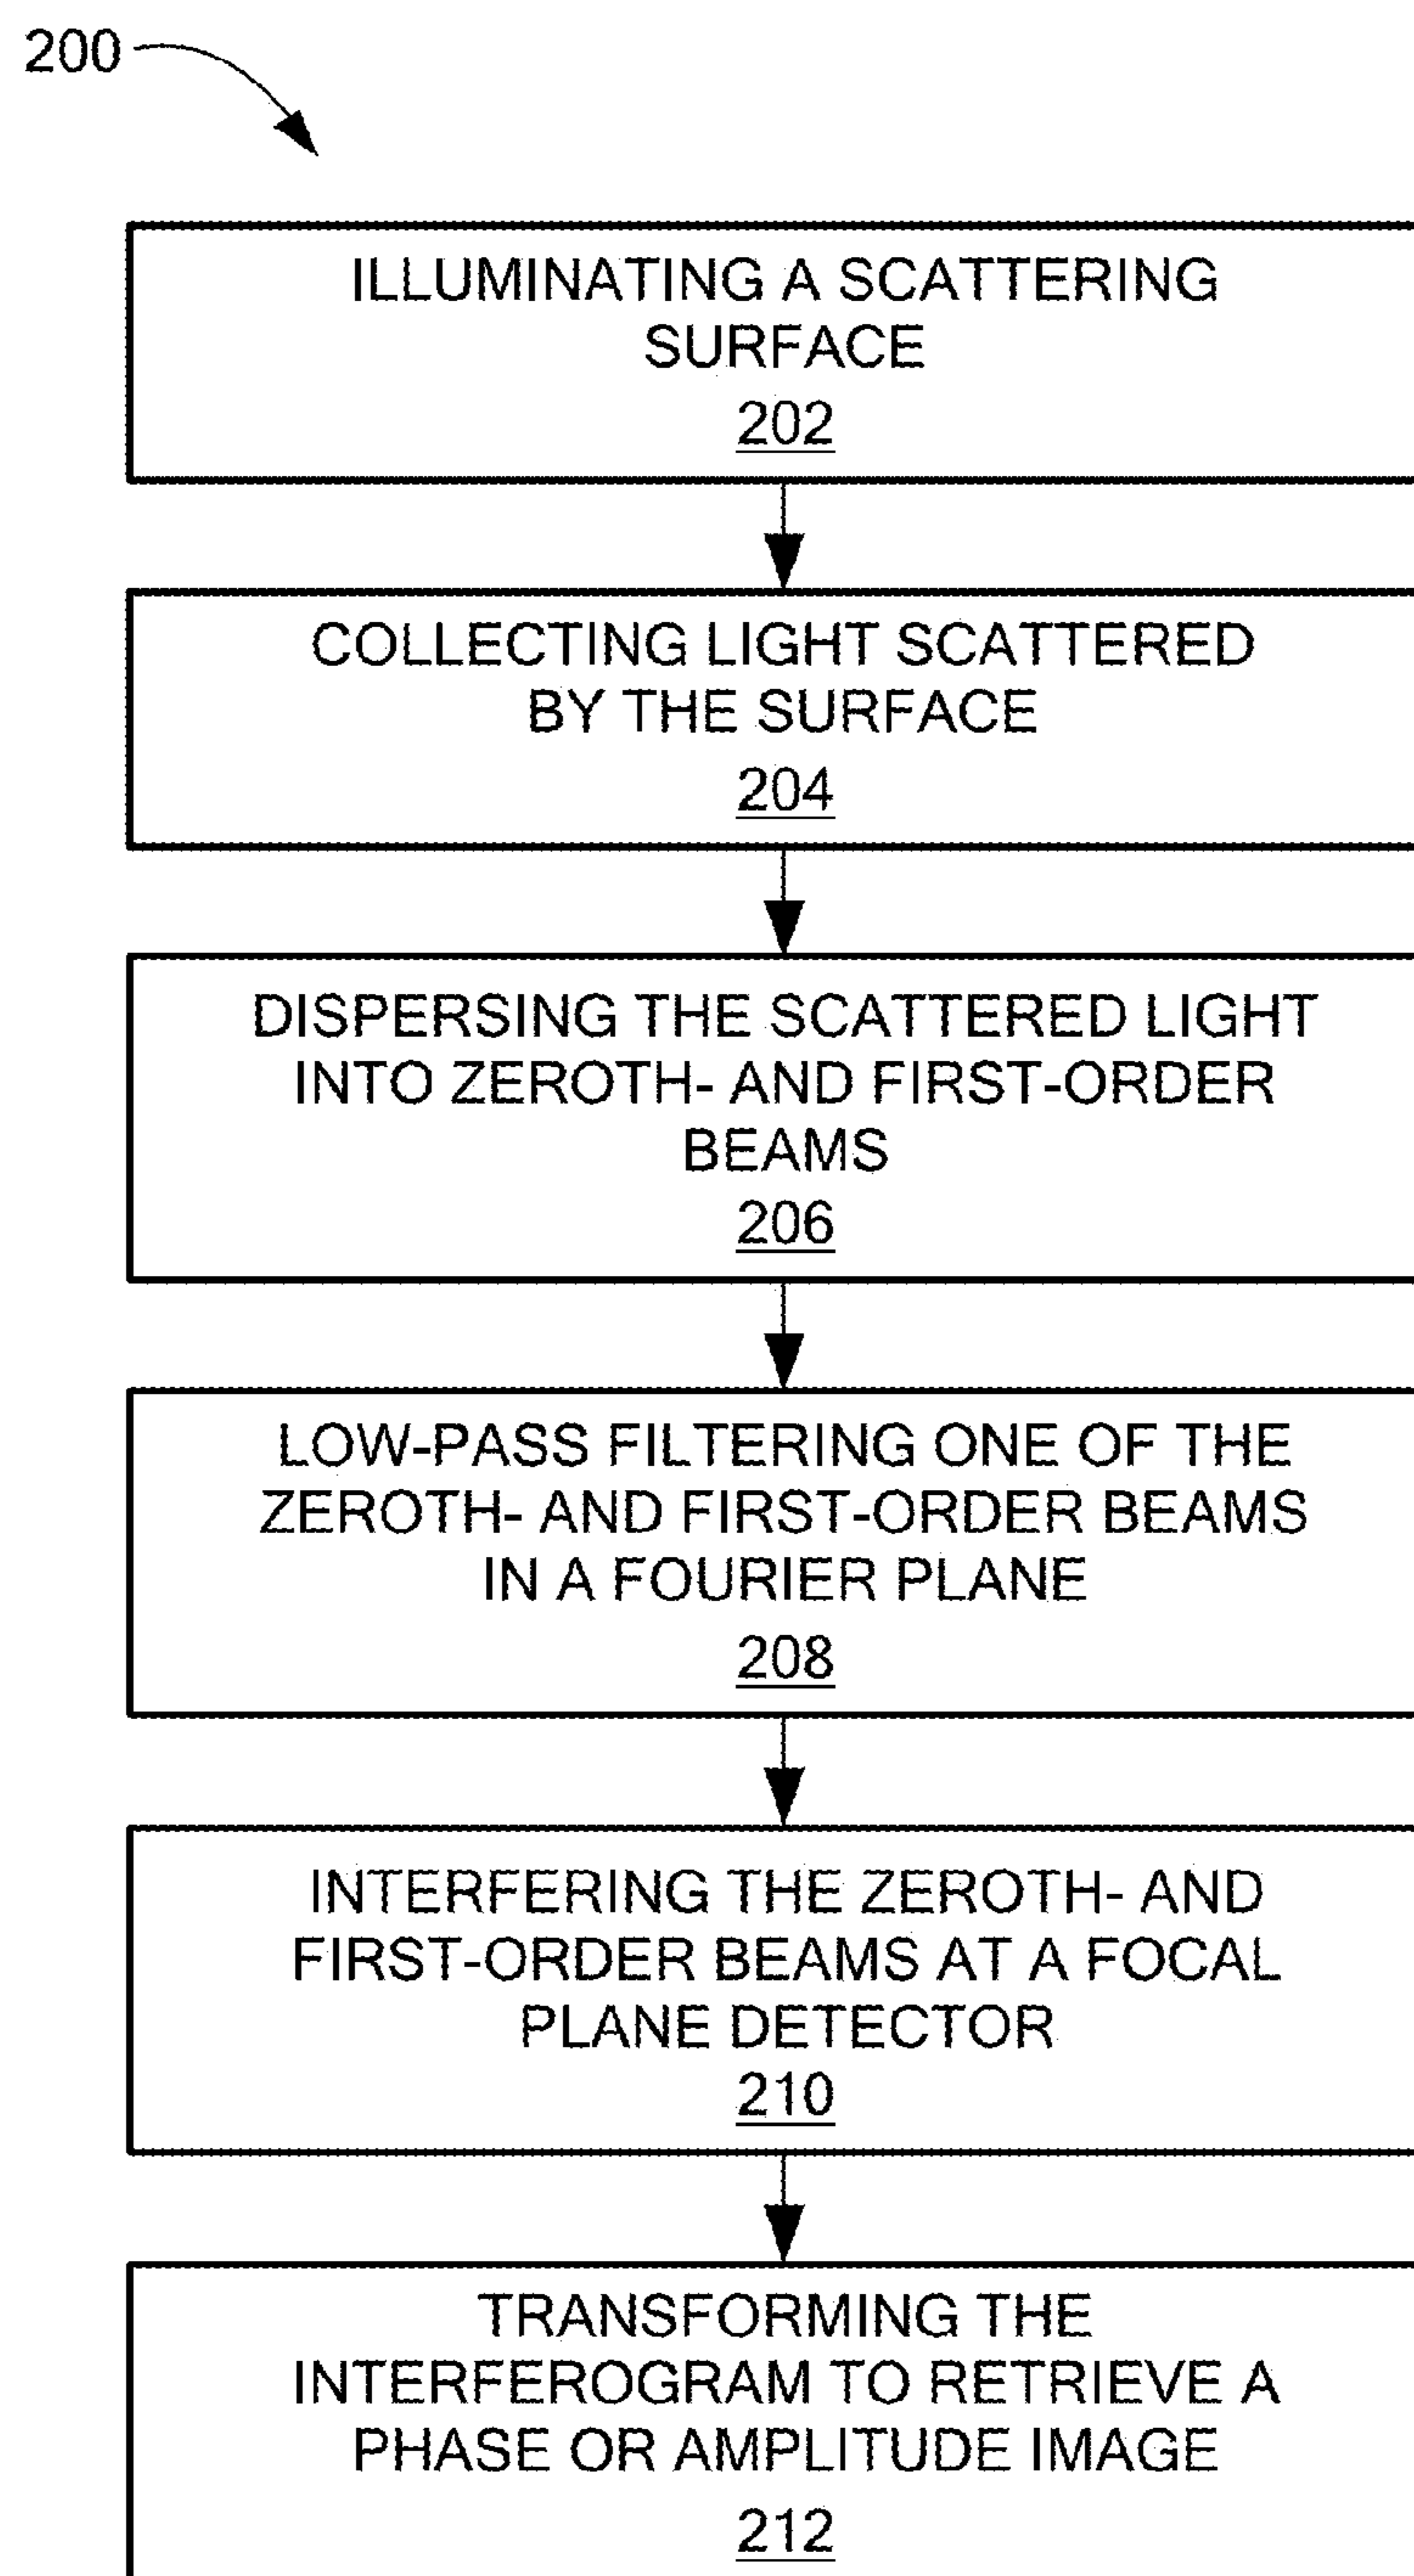 200
ILLUMINATING A SCATTERING
SURFACE
202
COLLECTING LIGHT SCATTERED
BY THE SURFACE
204
DISPERSING THE SCATTERED LIGHT
INTO ZEROTH- AND FIRST-ORDER
BEAMS
206
LOW-PASS FILTERING ONE OF THE
ZEROTH- AND FIRST-ORDER BEAMS
IN A FOURIER PLANE
208
INTERFERING THE ZEROTH- AND
FIRST-ORDER BEAMS AT A FOCAL
PLANE DETECTOR
210
TRANSFORMING THE
INTERFEROGRAM TO RETRIEVE A
PHASE OR AMPLITUDE IMAGE
212